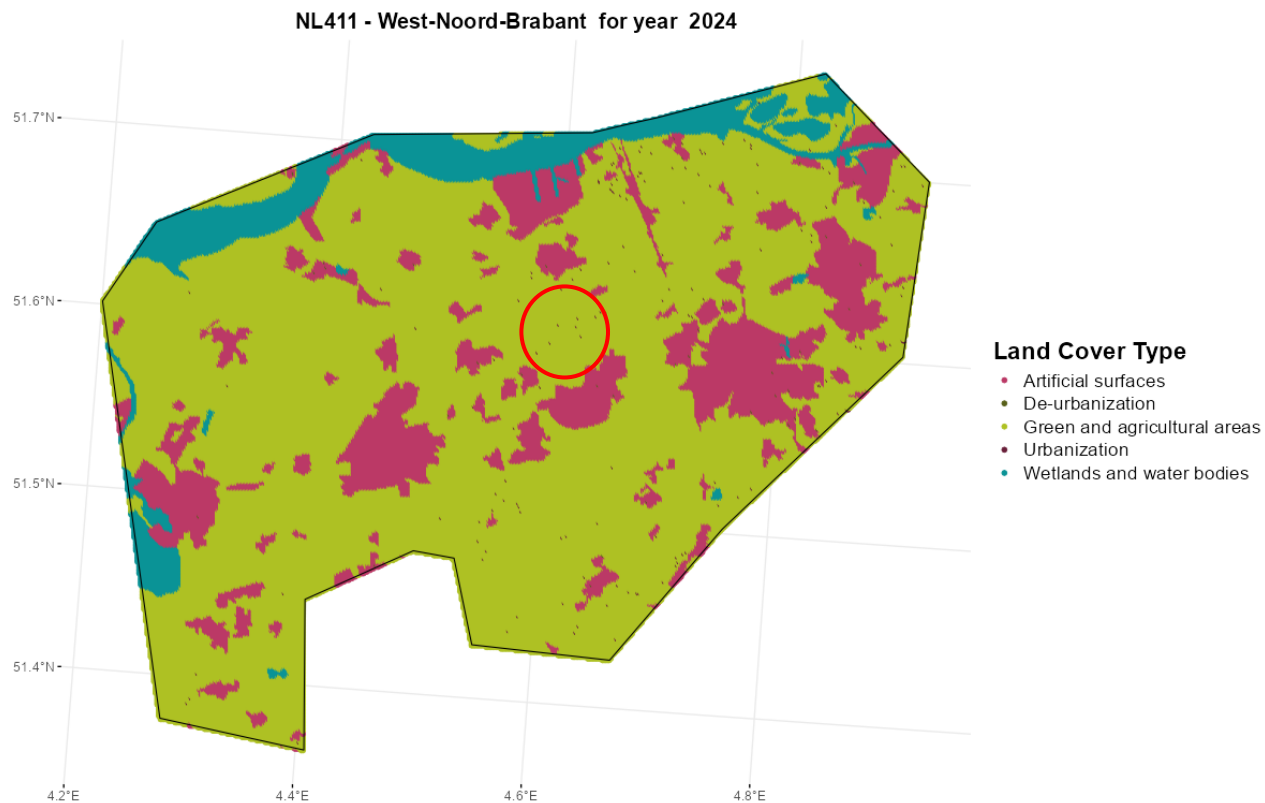 NL411 - West-Noord-Brabant for year 2024
51.7°N
51.6°N
51.5°N
51.4°N
4.2°E
4.4°E
4.6°E
4.8°E
Land Cover Type
Artificial surfaces
De-urbanization
Green and agricultural areas
Urbanization
Wetlands and water bodies